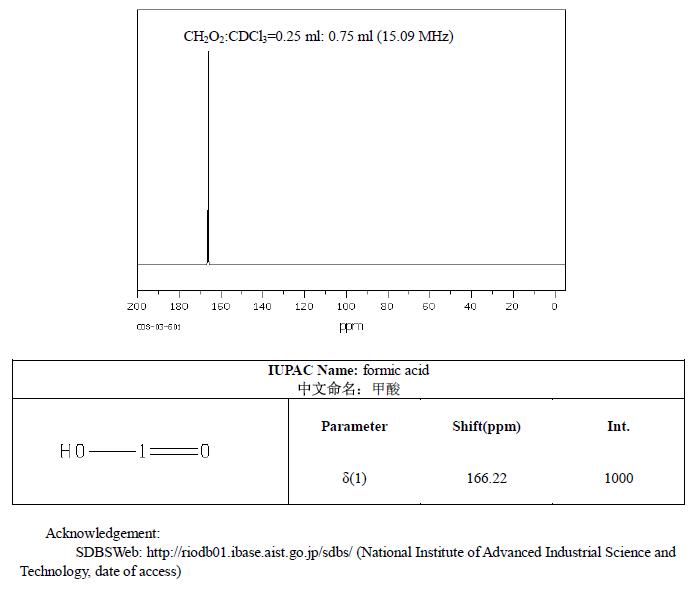 CH₂O₂:CDCl₃=0.25 ml: 0.75 ml (15.09 MHz)
200 180 160 140 120 100 80 60 40 20 0
CDS-03-601
ppm
IUPAC Name: formic acid
中文命名：甲酸
Parameter Shift(ppm) Int.
HO 1 O
δ(1) 166.22 1000
Acknowledgement:
SDBSWeb: http://riodb01.ibase.aist.go.jp/sdbs/ (National Institute of Advanced Industrial Science and
Technology, date of access)